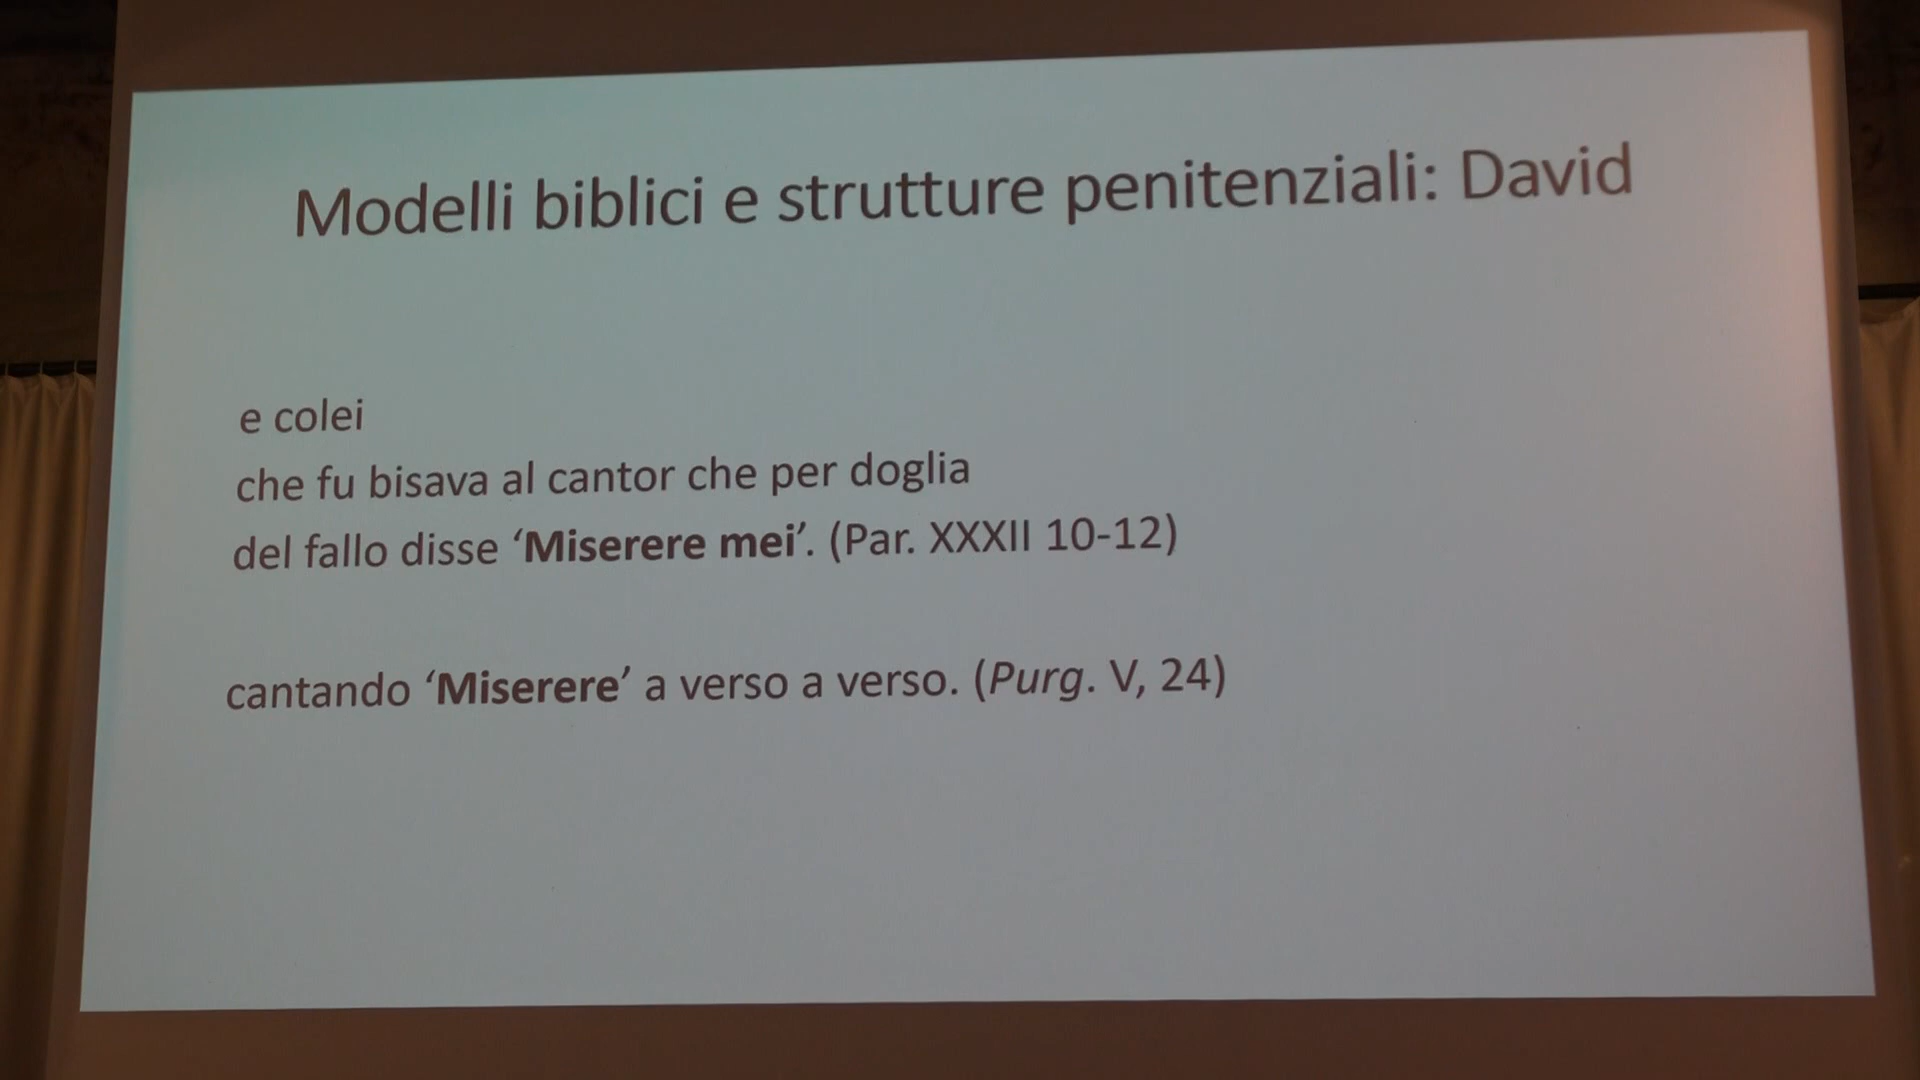 Modelli biblici e strutture penitenziali: David
e colei
che fu bisava al cantor che per doglia
del fallo disse ‘Miserere mei’. (Par. XXXII 10-12)
cantando ‘Miserere’ a verso a verso. (Purg. V, 24)